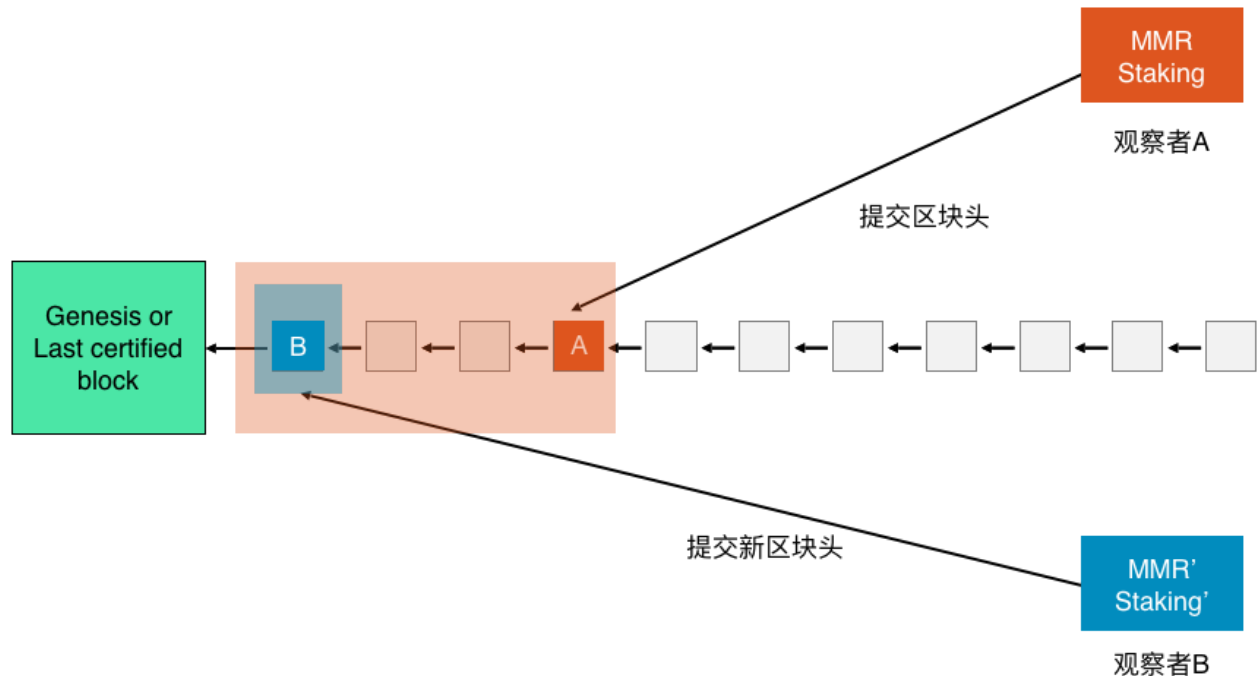 MMR
Staking
观察者A
提交区块头
Genesis or
Last certified
block
B
A
提交新区块头
MMR’
Staking’
观察者B